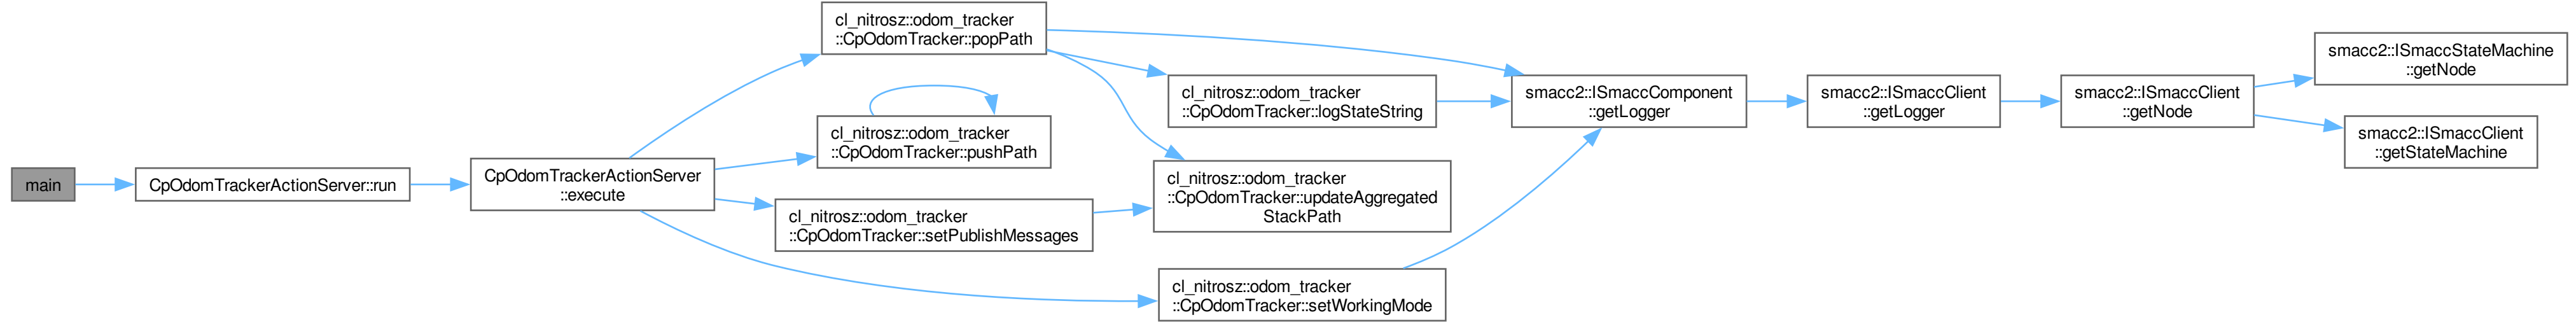 main
CpOdomTrackerActionServer::run
CpOdomTrackerActionServer
::execute
cl_nitrosz::odom_tracker
::CpOdomTracker::popPath
cl_nitrosz::odom_tracker
::CpOdomTracker::pushPath
cl_nitrosz::odom_tracker
::CpOdomTracker::setPublishMessages
cl_nitrosz::odom_tracker
::CpOdomTracker::logStateString
cl_nitrosz::odom_tracker
::CpOdomTracker::updateAggregated
StackPath
cl_nitrosz::odom_tracker
::CpOdomTracker::setWorkingMode
smacc2::ISmaccComponent
::getLogger
smacc2::ISmaccClient
::getLogger
smacc2::ISmaccClient
::getNode
smacc2::ISmaccStateMachine
::getNode
smacc2::ISmaccClient
::getStateMachine